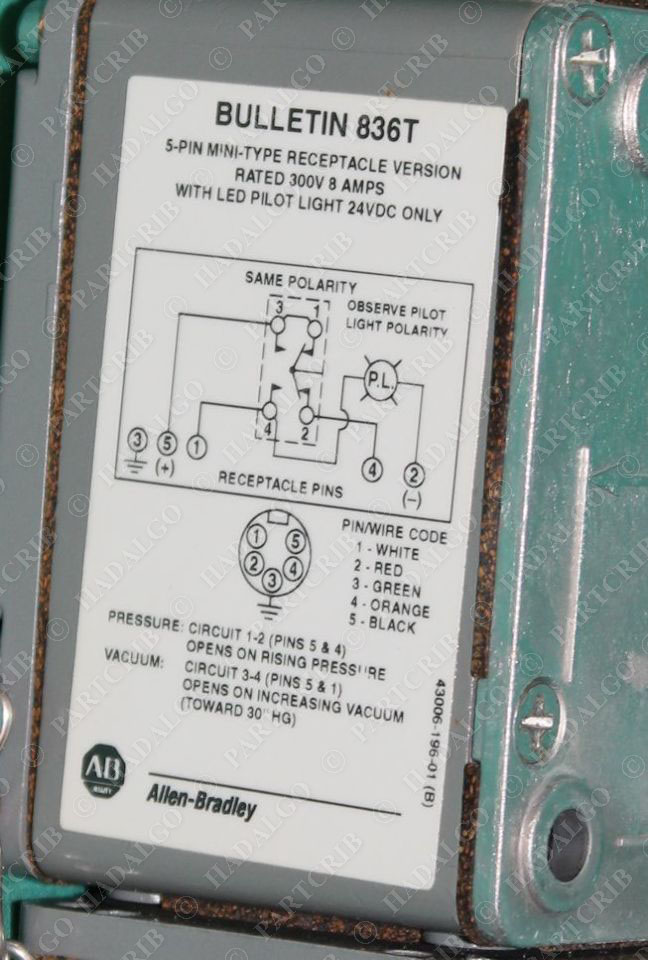 BULLETIN 836T
5-PIN MINI-TYPE RECEPTACLE VERSION
RATED 300V 8 AMPS
WITH LED PILOT LIGHT 24VDC ONLY
SAME POLARITY
3 1
OBSERVE PILOT
LIGHT POLARITY
P.L.
4 2
3 5 1 4 2
(+) (−)
RECEPTACLE PINS
1 5
2 4
3
PIN/WIRE CODE
1 - WHITE
2 - RED
3 - GREEN
4 - ORANGE
5 - BLACK
PRESSURE: CIRCUIT 1-2 (PINS 5 & 4)
OPENS ON RISING PRESSURE
VACUUM: CIRCUIT 3-4 (PINS 5 & 1)
OPENS ON INCREASING VACUUM
(TOWARD 30" HG)
43006-196-01 (B)
AB
QUALITY
Allen-Bradley
© PARTCRIB
© HADALGO